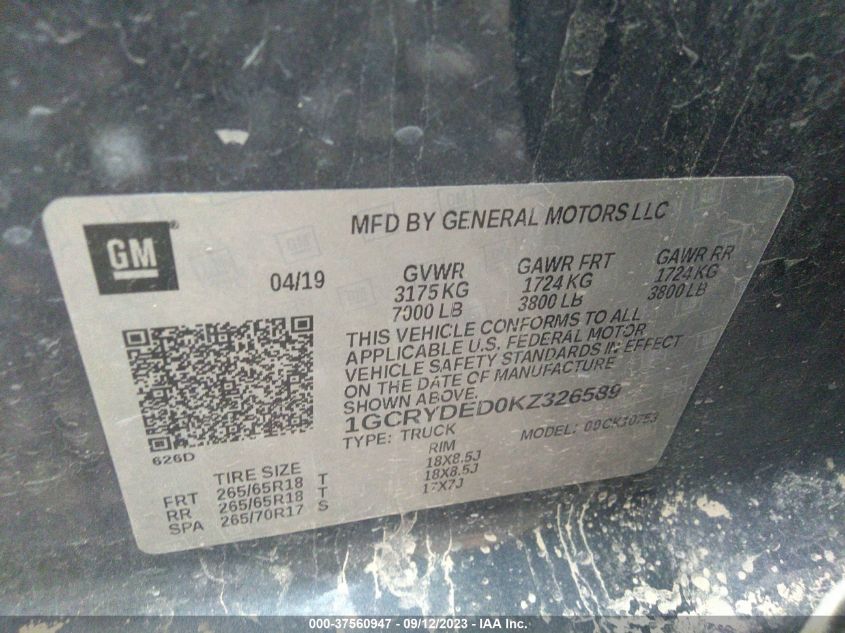 GM
®
MFD BY GENERAL MOTORS LLC
04/19
GVWR
3175 KG
7000 LB
GAWR FRT
1724 KG
3800 LB
GAWR RR
1724 KG
3800 LB
THIS VEHICLE CONFORMS TO ALL
APPLICABLE U.S. FEDERAL MOTOR
VEHICLE SAFETY STANDARDS IN EFFECT
ON THE DATE OF MANUFACTURE
SHOWN ABOVE.
1GCRYDED0KZ326589
TYPE: TRUCK
MODEL:
626D
TIRE SIZE
RIM
FRT 265/65R18 T 18X8.5J
RR 265/65R18 T 18X8.5J
SPA 265/70R17 S 17X7J
000-37560947 - 09/12/2023 - IAA Inc.